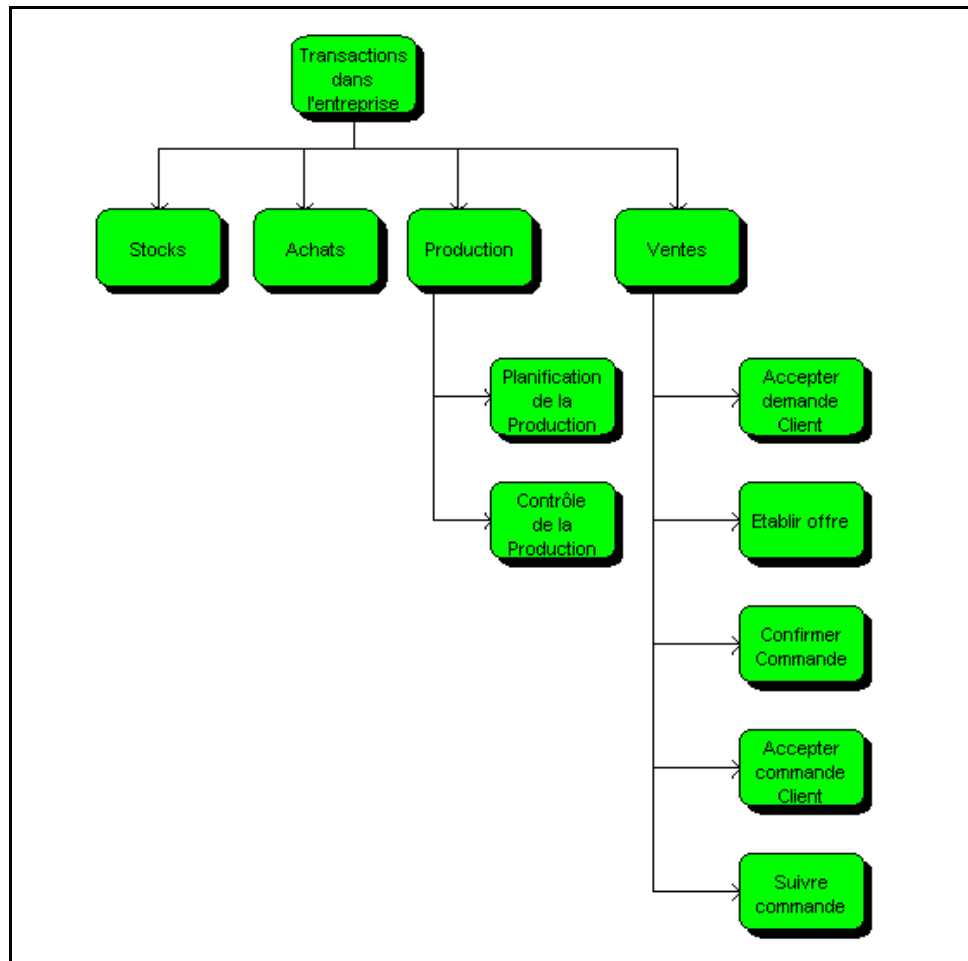 Transactions
dans
l'entreprise
Stocks
Achats
Production
Ventes
Planification
de la
Production
Contrôle
de la
Production
Accepter
demande
Client
Etablir offre
Confirmer
Commande
Accepter
commande
Client
Suivre
commande